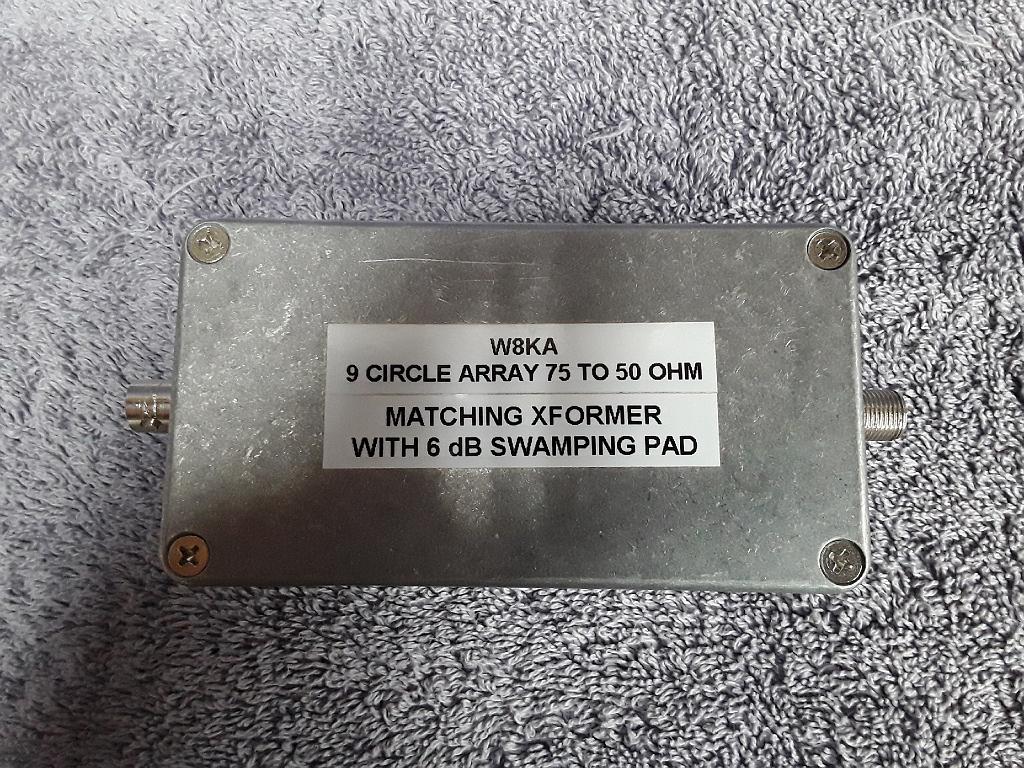 W8KA
9 CIRCLE ARRAY 75 TO 50 OHM
MATCHING XFORMER
WITH 6 dB SWAMPING PAD